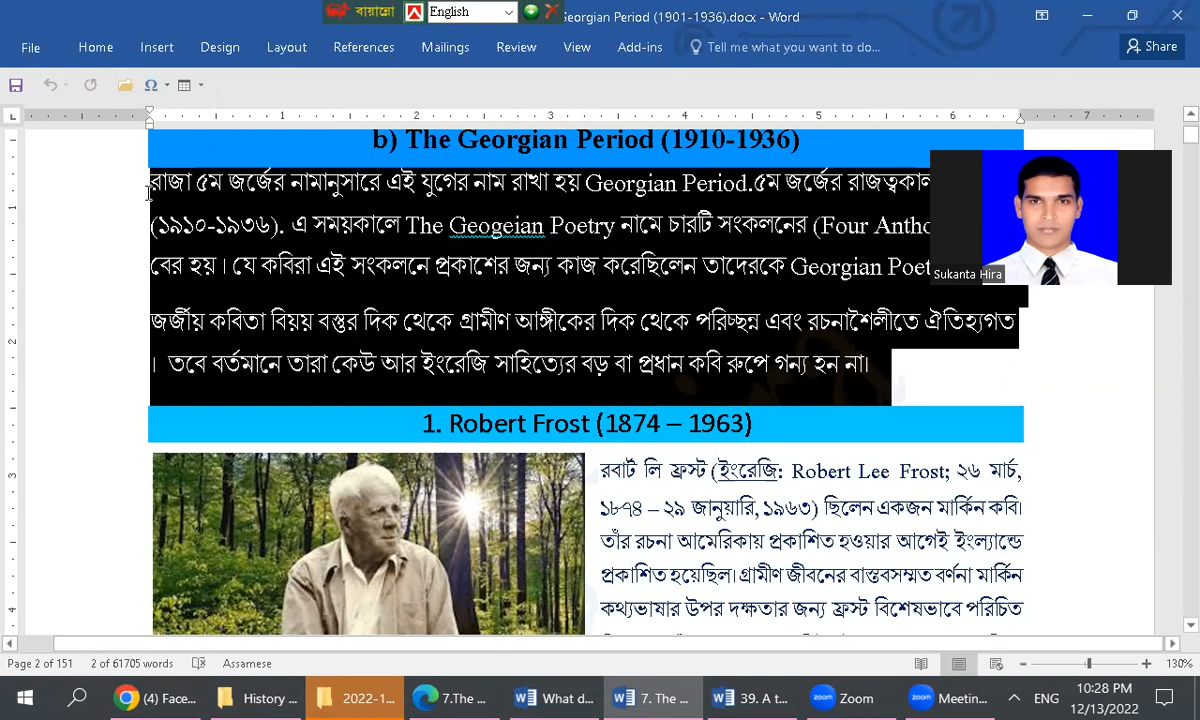 বায়ান্নো English Georgian Period (1901-1936).docx - Word
File Home Insert Design Layout References Mailings Review View Add-ins Tell me what you want to do... Share
1 2 3 4 5 6 7
b) The Georgian Period (1910-1936)
রাজা ৫ম জর্জের নামানুসারে এই যুগের নাম রাখা হয় Georgian Period.৫ম জর্জের রাজত্বকাল
(১৯১০-১৯৩৬). এ সময়কালে The Geogeian Poetry নামে চারটি সংকলনের (Four
বের হয়। যে কবিরা এই সংকলনে প্রকাশের জন্য কাজ করেছিলেন তাদেরকে Georgian
Sukanta Hira
জর্জীয় কবিতা বিষয় বস্তুর দিক থেকে গ্রামীণ আঙ্গীকের দিক থেকে পরিচ্ছন্ন এবং রচনাশৈলীতে ঐতিহ্যগত
। তবে বর্তমানে তারা কেউ আর ইংরেজি সাহিত্যের বড় বা প্রধান কবি রুপে গন্য হন না।
1. Robert Frost (1874 – 1963)
রবার্ট লি ফ্রস্ট (ইংরেজি: Robert Lee Frost; ২৬ মার্চ,
১৮৭৪ – ২৯ জানুয়ারি, ১৯৬৩) ছিলেন একজন মার্কিন কবি।
তাঁর রচনা আমেরিকায় প্রকাশিত হওয়ার আগেই ইংল্যান্ডে
প্রকাশিত হয়েছিল। গ্রামীণ জীবনের বাস্তবসম্মত বর্ণনা মার্কিন
কথ্যভাষার উপর দক্ষতার জন্য ফ্রস্ট বিশেষভাবে পরিচিত
Page 2 of 151 2 of 61705 words Assamese 130%
(4) Face... History ... 2022-1... 7.The ... What d... 7. The ... 39. A t... Zoom Meetin... ENG 10:28 PM
12/13/2022